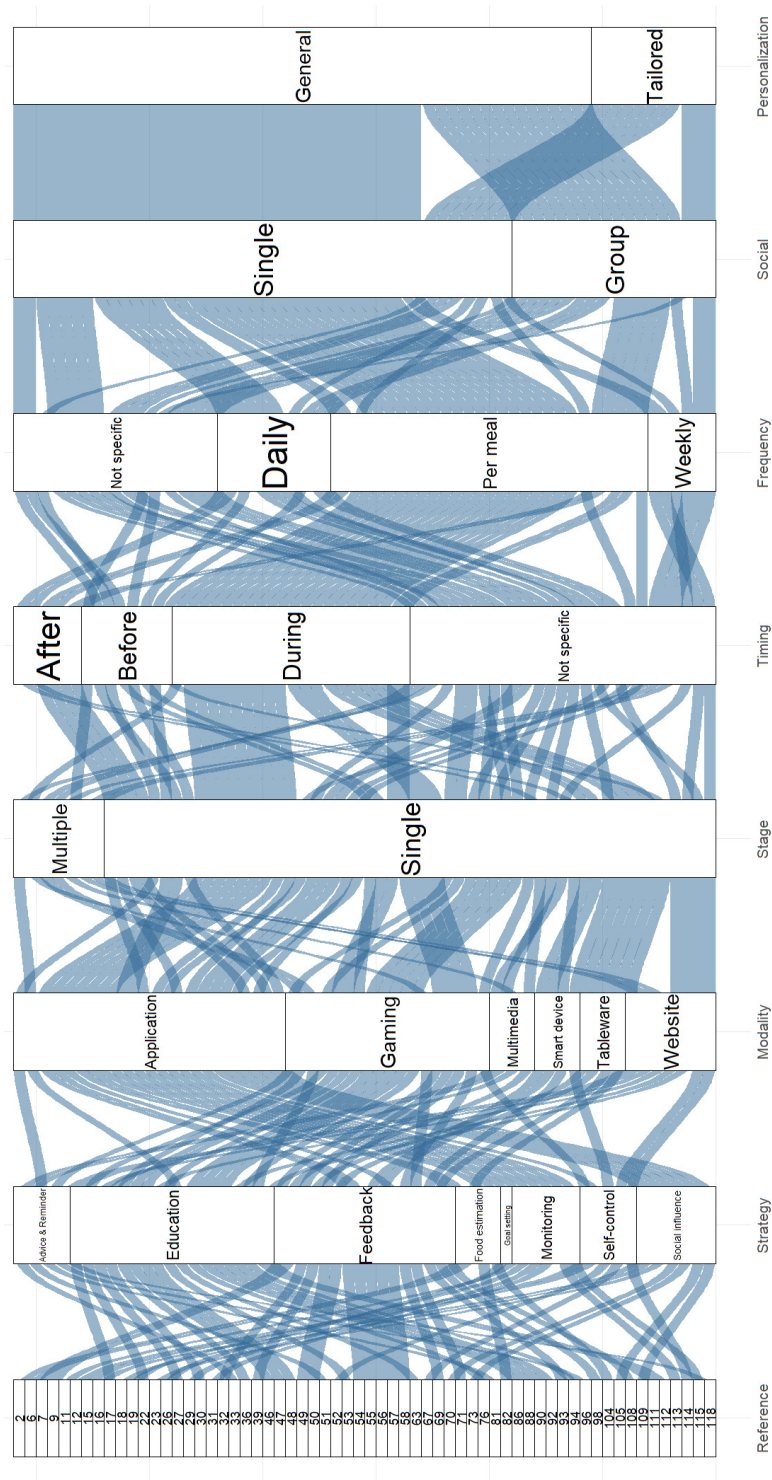 2
6
7
9
11
12
15
16
17
18
19
22
23
26
27
29
30
31
32
33
36
39
46
47
48
49
50
51
52
53
54
55
56
57
58
63
67
69
70
71
73
76
81
82
86
88
90
92
93
94
96
98
104
105
108
109
111
112
113
114
115
118
Advice & Reminder
Education
Feedback
Food estimation
Goal setting
Monitoring
Self-control
Social influence
Application
Gaming
Multimedia
Smart device
Tableware
Website
Multiple
Single
After
Before
During
Not specific
Not specific
Daily
Per meal
Weekly
Single
Group
General
Tailored
Reference
Strategy
Modality
Stage
Timing
Frequency
Social
Personalization